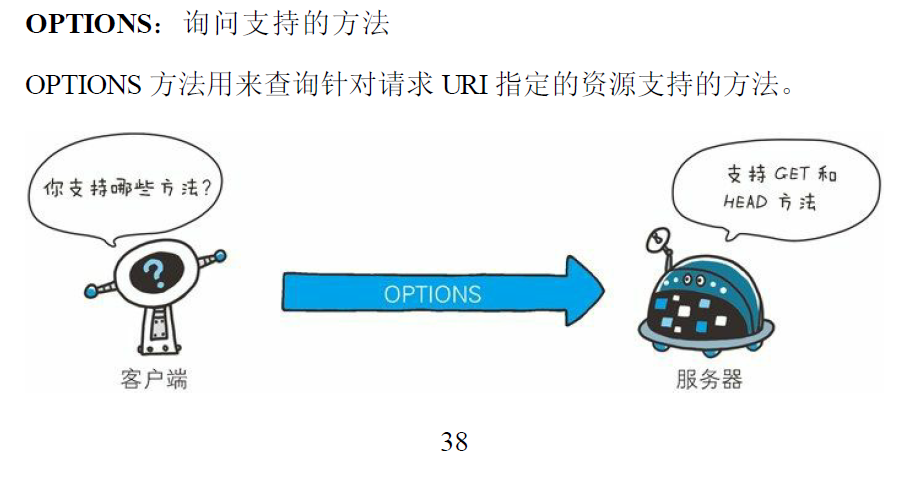 OPTIONS：询问支持的方法
OPTIONS 方法用来查询针对请求 URI 指定的资源支持的方法。
你支持哪些方法？
支持 GET 和
HEAD 方法
?
OPTIONS
客户端
服务器
38